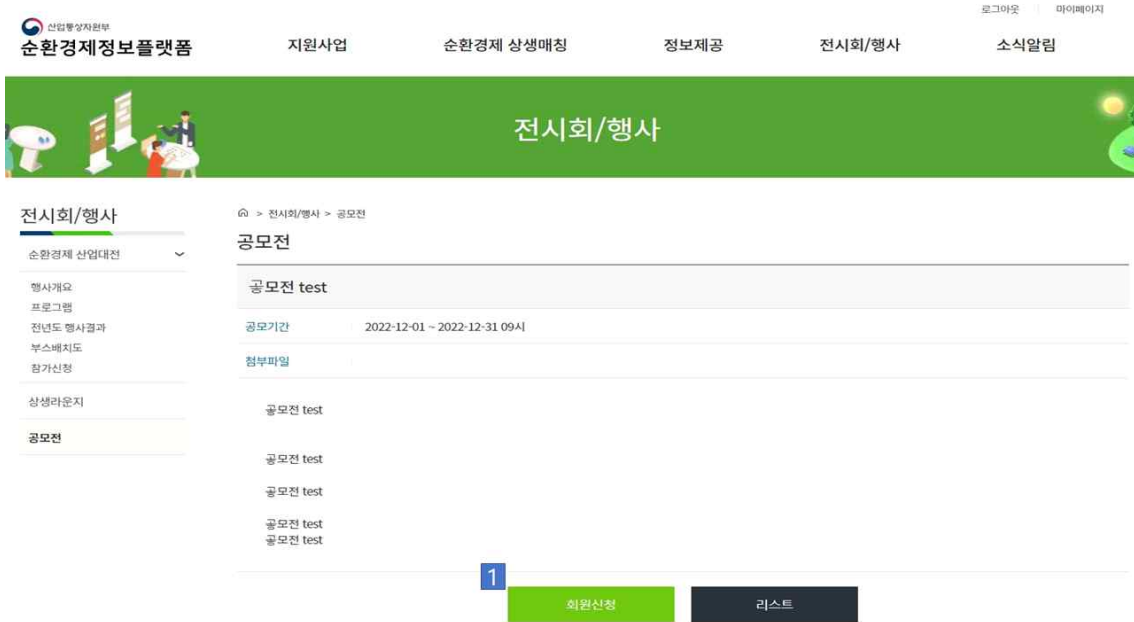 로그아웃 마이페이지
산업통상자원부
순환경제정보플랫폼 지원사업 순환경제 상생매칭 정보제공 전시회/행사 소식알림
전시회/행사
전시회/행사
순환경제 산업대전
행사개요
프로그램
전년도 행사결과
부스배치도
참가신청
상생라운지
공모전
> 전시회/행사 > 공모전
공모전
공모전 test
공모기간 2022-12-01 ~ 2022-12-31 09시
첨부파일
공모전 test
공모전 test
공모전 test
공모전 test
공모전 test
1
회원신청 리스트